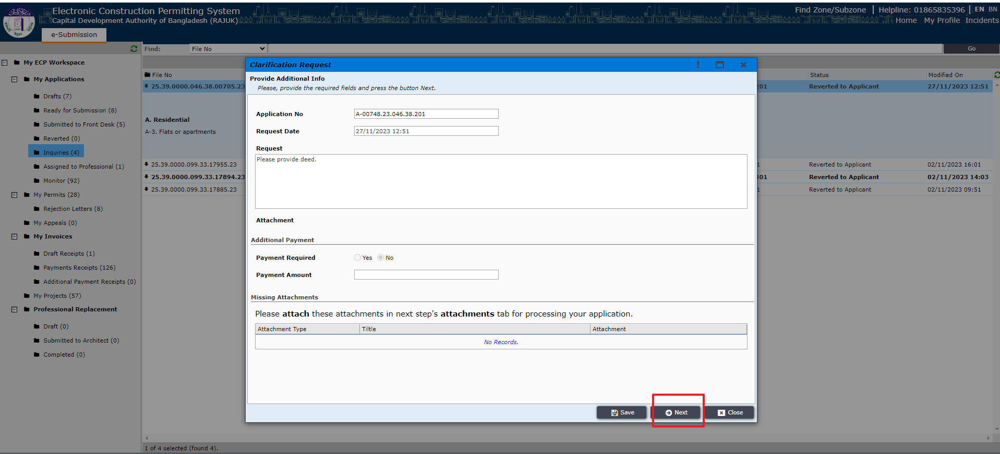 Electronic Construction Permitting System
Capital Development Authority of Bangladesh (RAJUK)
Find Zone/Subzone | Helpline: 01865835396 | EN BN
Home My Profile Incidents
e-Submission
Find: File No Go
My ECP Workspace
My Applications
Drafts (7)
Ready for Submission (8)
Submitted to Front Desk (5)
Reverted (0)
Inquiries (4)
Assigned to Professional (1)
Monitor (92)
My Permits (28)
Rejection Letters (8)
My Appeals (0)
My Invoices
Draft Receipts (1)
Payments Receipts (126)
Additional Payment Receipts (0)
My Projects (57)
Professional Replacement
Draft (0)
Submitted to Architect (0)
Completed (0)
File No Status Modified On
25.39.0000.046.38.00705.23 201 Reverted to Applicant 27/11/2023 12:51
A. Residential
A-3. Flats or apartments
25.39.0000.099.33.17955.23 1 Reverted to Applicant 02/11/2023 16:01
25.39.0000.099.33.17894.23 301 Reverted to Applicant 02/11/2023 14:03
25.39.0000.099.33.17885.23 1 Reverted to Applicant 02/11/2023 09:51
Clarification Request
Provide Additional Info
Please, provide the required fields and press the button Next.
Application No A-00748.23.046.38.201
Request Date 27/11/2023 12:51
Request
Please provide deed.
Attachment
Additional Payment
Payment Required Yes No
Payment Amount
Missing Attachments
Please attach these attachments in next step's attachments tab for processing your application.
Attachment Type Tiltle Attachment
No Records.
Save Next Close
1 of 4 selected (found 4).